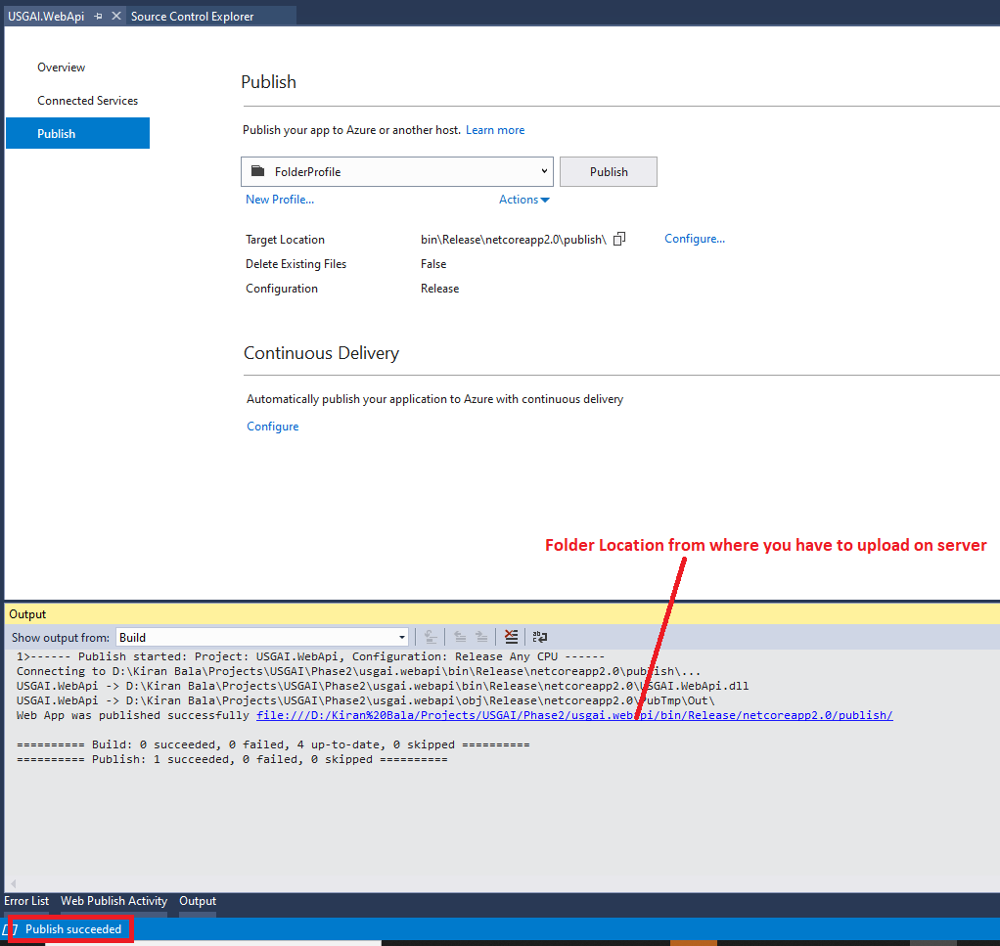 USGAI.WebApi
Source Control Explorer
Overview
Connected Services
Publish
Publish
Publish your app to Azure or another host. Learn more
FolderProfile
Publish
New Profile...
Actions
Target Location bin\Release\netcoreapp2.0\publish\ Configure...
Delete Existing Files False
Configuration Release
Continuous Delivery
Automatically publish your application to Azure with continuous delivery
Configure
Folder Location from where you have to upload on server
Output
Show output from: Build
1>------ Publish started: Project: USGAI.WebApi, Configuration: Release Any CPU ------
Connecting to D:\Kiran Bala\Projects\USGAI\Phase2\usgai.webapi\bin\Release\netcoreapp2.0\publish\...
USGAI.WebApi -> D:\Kiran Bala\Projects\USGAI\Phase2\usgai.webapi\bin\Release\netcoreapp2.0\USGAI.WebApi.dll
USGAI.WebApi -> D:\Kiran Bala\Projects\USGAI\Phase2\usgai.webapi\obj\Release\netcoreapp2.0\PubTmp\Out\
Web App was published successfully file:///D:/Kiran%20Bala/Projects/USGAI/Phase2/usgai.webapi/bin/Release/netcoreapp2.0/publish/
========== Build: 0 succeeded, 0 failed, 4 up-to-date, 0 skipped ==========
========== Publish: 1 succeeded, 0 failed, 0 skipped ==========
Error List Web Publish Activity Output
Publish succeeded